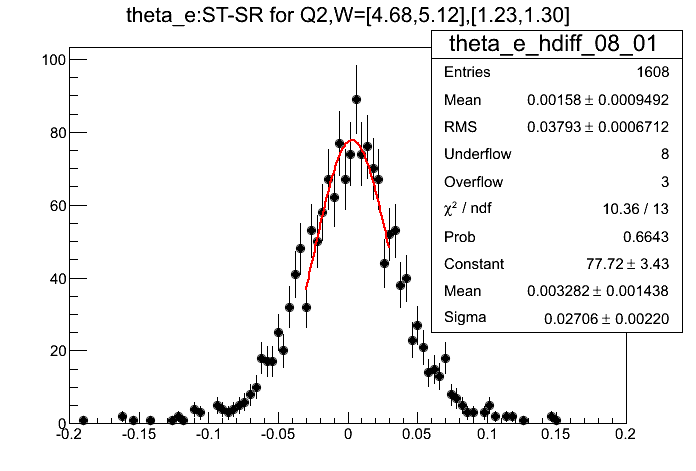 theta_e:ST-SR for Q2,W=[4.68,5.12],[1.23,1.30]
theta_e_hdiff_08_01
Entries 1608
Mean 0.00158 ± 0.0009492
RMS 0.03793 ± 0.0006712
Underflow 8
Overflow 3
χ² / ndf 10.36 / 13
Prob 0.6643
Constant 77.72 ± 3.43
Mean 0.003282 ± 0.001438
Sigma 0.02706 ± 0.00220
100
80
60
40
20
0
-0.2 -0.15 -0.1 -0.05 0 0.05 0.1 0.15 0.2